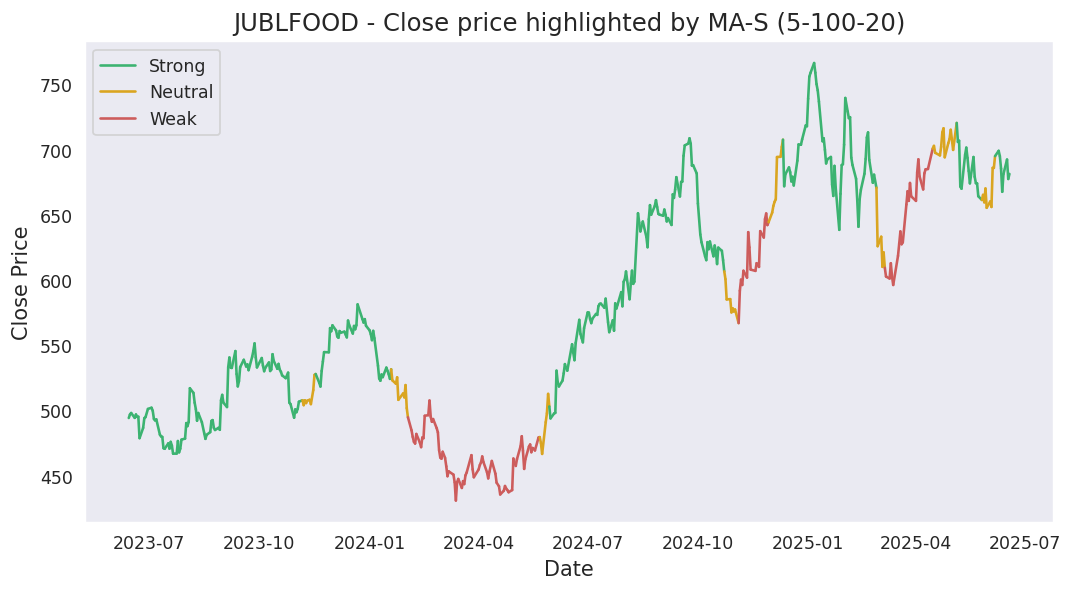 JUBLFOOD - Close price highlighted by MA-S (5-100-20)
Strong
Neutral
Weak
Close Price
750
700
650
600
550
500
450
2023-07 2023-10 2024-01 2024-04 2024-07 2024-10 2025-01 2025-04 2025-07
Date